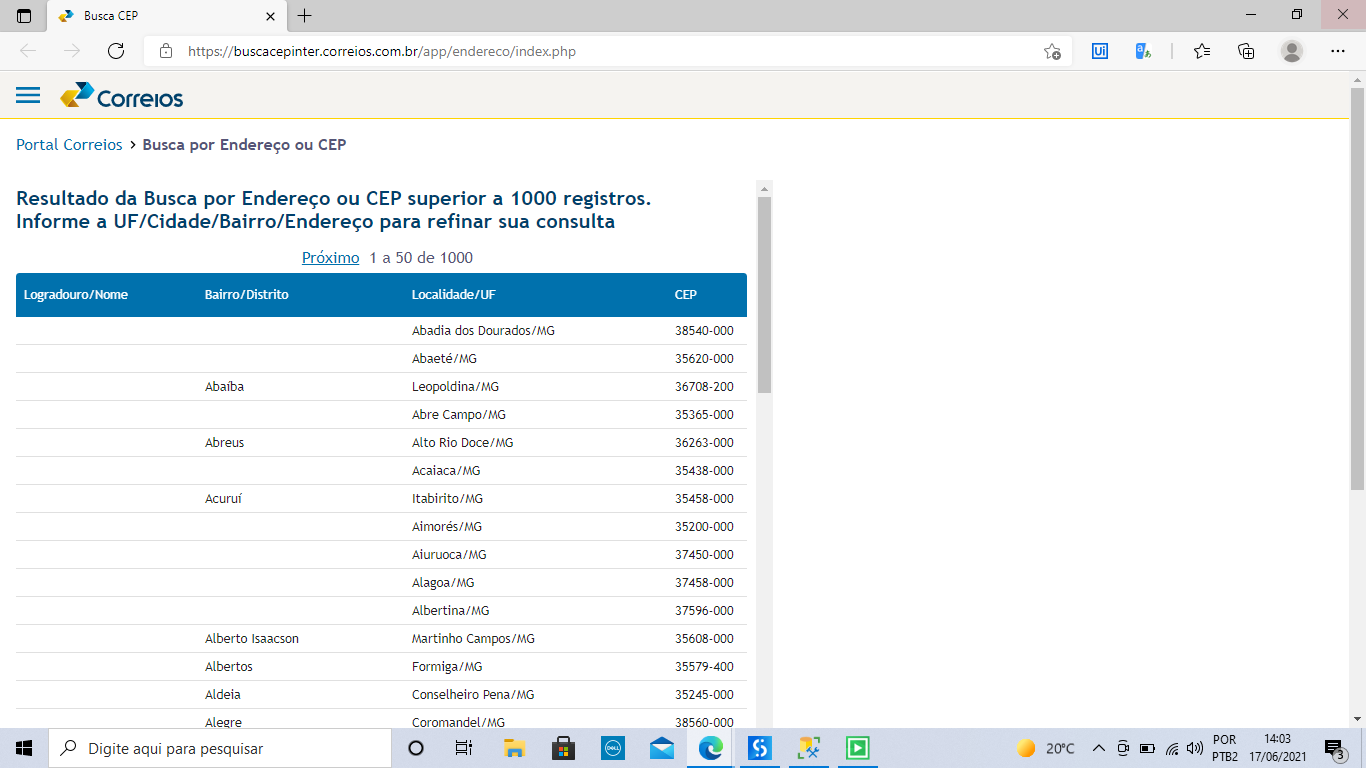 Busca CEP
https://buscacepinter.correios.com.br/app/endereco/index.php
Correios
Portal Correios > Busca por Endereço ou CEP
Resultado da Busca por Endereço ou CEP superior a 1000 registros.
Informe a UF/Cidade/Bairro/Endereço para refinar sua consulta
Próximo 1 a 50 de 1000
Logradouro/Nome Bairro/Distrito Localidade/UF CEP
Abadia dos Dourados/MG 38540-000
Abaeté/MG 35620-000
Abaíba Leopoldina/MG 36708-200
Abre Campo/MG 35365-000
Abreus Alto Rio Doce/MG 36263-000
Acaiaca/MG 35438-000
Acuruí Itabirito/MG 35458-000
Aimorés/MG 35200-000
Aiuruoca/MG 37450-000
Alagoa/MG 37458-000
Albertina/MG 37596-000
Alberto Isaacson Martinho Campos/MG 35608-000
Albertos Formiga/MG 35579-400
Aldeia Conselheiro Pena/MG 35245-000
Alegre Coromandel/MG 38560-000
Digite aqui para pesquisar
DELL
20°C
POR
PTB2
14:03
17/06/2021
3